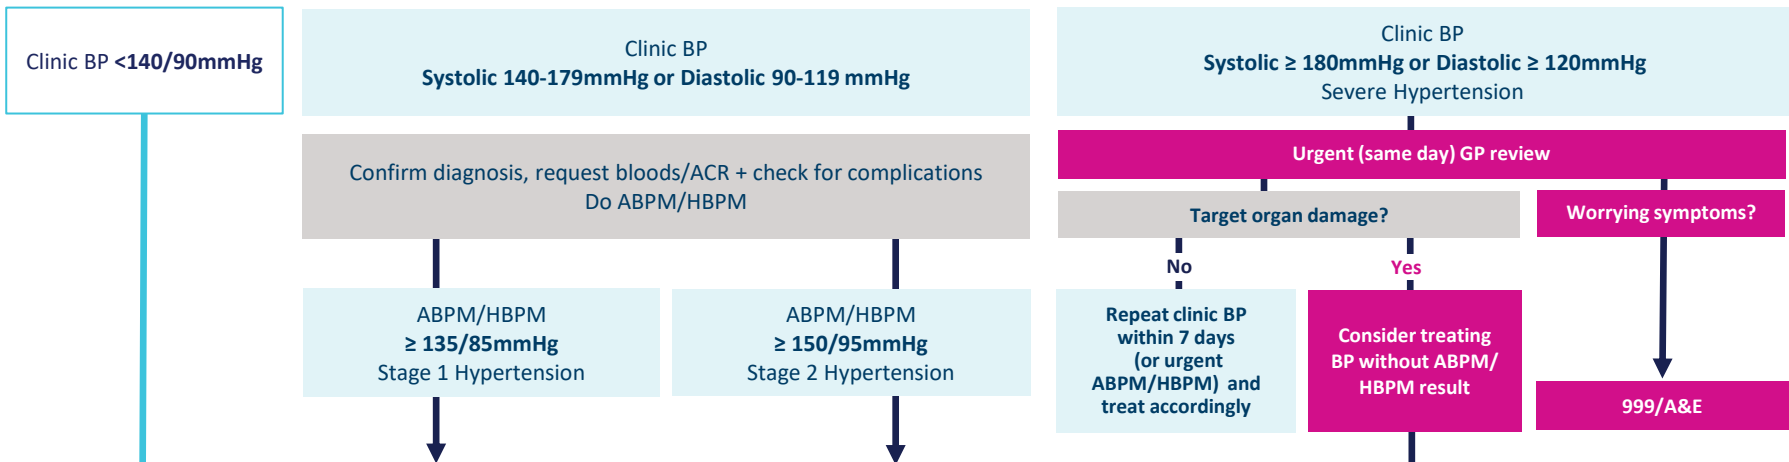 Clinic BP <140/90mmHg
Clinic BP
Systolic 140-179mmHg or Diastolic 90-119 mmHg
Clinic BP
Systolic ≥ 180mmHg or Diastolic ≥ 120mmHg
Severe Hypertension
Confirm diagnosis, request bloods/ACR + check for complications
Do ABPM/HBPM
Urgent (same day) GP review
Target organ damage?
Worrying symptoms?
No
Yes
ABPM/HBPM
≥ 135/85mmHg
Stage 1 Hypertension
ABPM/HBPM
≥ 150/95mmHg
Stage 2 Hypertension
Repeat clinic BP
within 7 days
(or urgent
ABPM/HBPM) and
treat accordingly
Consider treating
BP without ABPM/
HBPM result
999/A&E